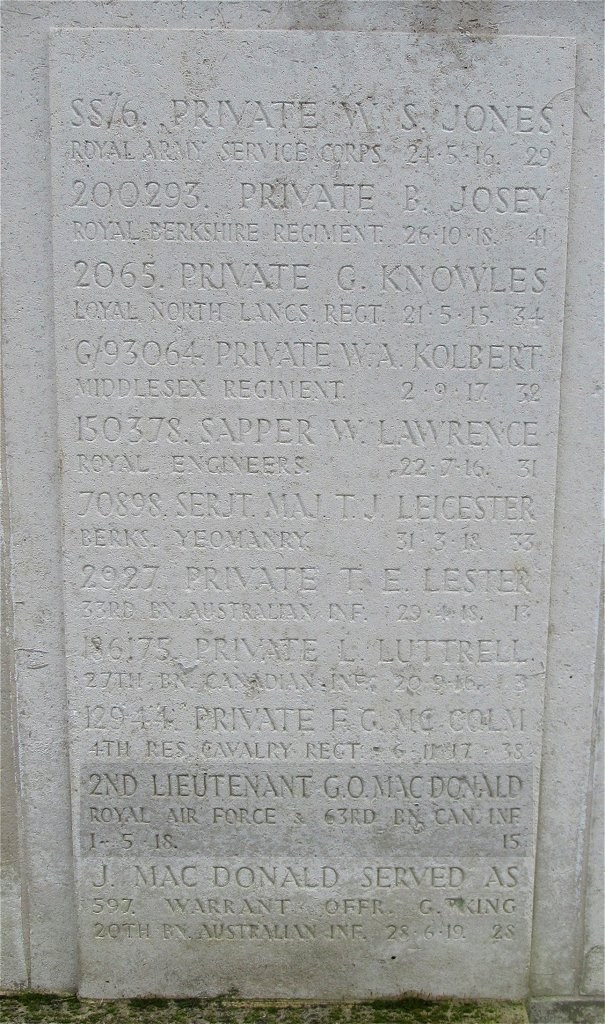 SS/6. PRIVATE W. S. JONES
ROYAL ARMY SERVICE CORPS. 24·5·16. 29
200293. PRIVATE B. JOSEY
ROYAL BERKSHIRE REGIMENT. 26·10·18. 41
2065. PRIVATE G. KNOWLES
LOYAL NORTH LANCS. REGT. 21·5·15. 34
G/93064. PRIVATE W. A. KOLBERT
MIDDLESEX REGIMENT. 2·9·17. 32
150378. SAPPER W. LAWRENCE
ROYAL ENGINEERS. 22·7·16. 31
70898. SERJT. MAJ. T. J. LEICESTER
BERKS. YEOMANRY. 31·3·18. 33
2927. PRIVATE T. E. LESTER
33RD BN. AUSTRALIAN INF. 29·4·18. 13
186175. PRIVATE L. LUTTRELL.
27TH BN. CANADIAN INF. 3
12944. PRIVATE F. G. MC COLM
4TH RES. CAVALRY REGT 6·11·17. 38
2ND LIEUTENANT G. O. MAC DONALD
ROYAL AIR FORCE & 63RD BN. CAN. INF
1·5·18. 15
J. MAC DONALD SERVED AS
597. WARRANT OFFR. G. KING
20TH BN. AUSTRALIAN INF. 28·6·19. 28